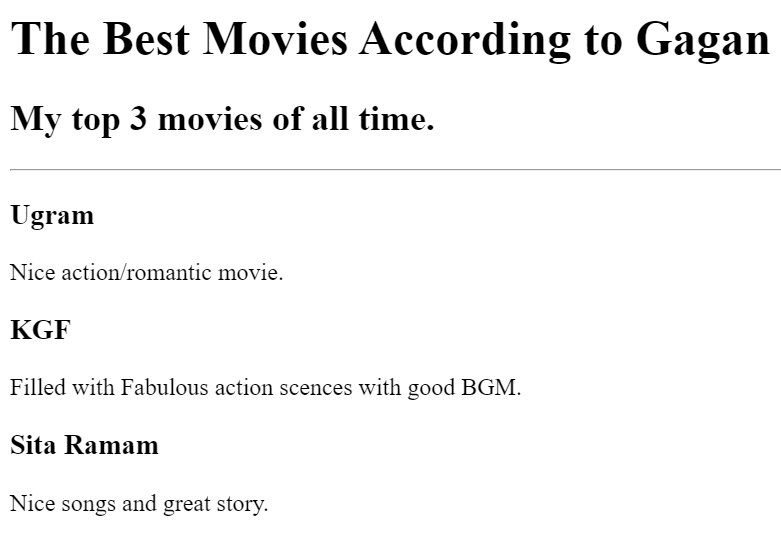 The Best Movies According to Gagan
My top 3 movies of all time.
Ugram
Nice action/romantic movie.
KGF
Filled with Fabulous action scences with good BGM.
Sita Ramam
Nice songs and great story.